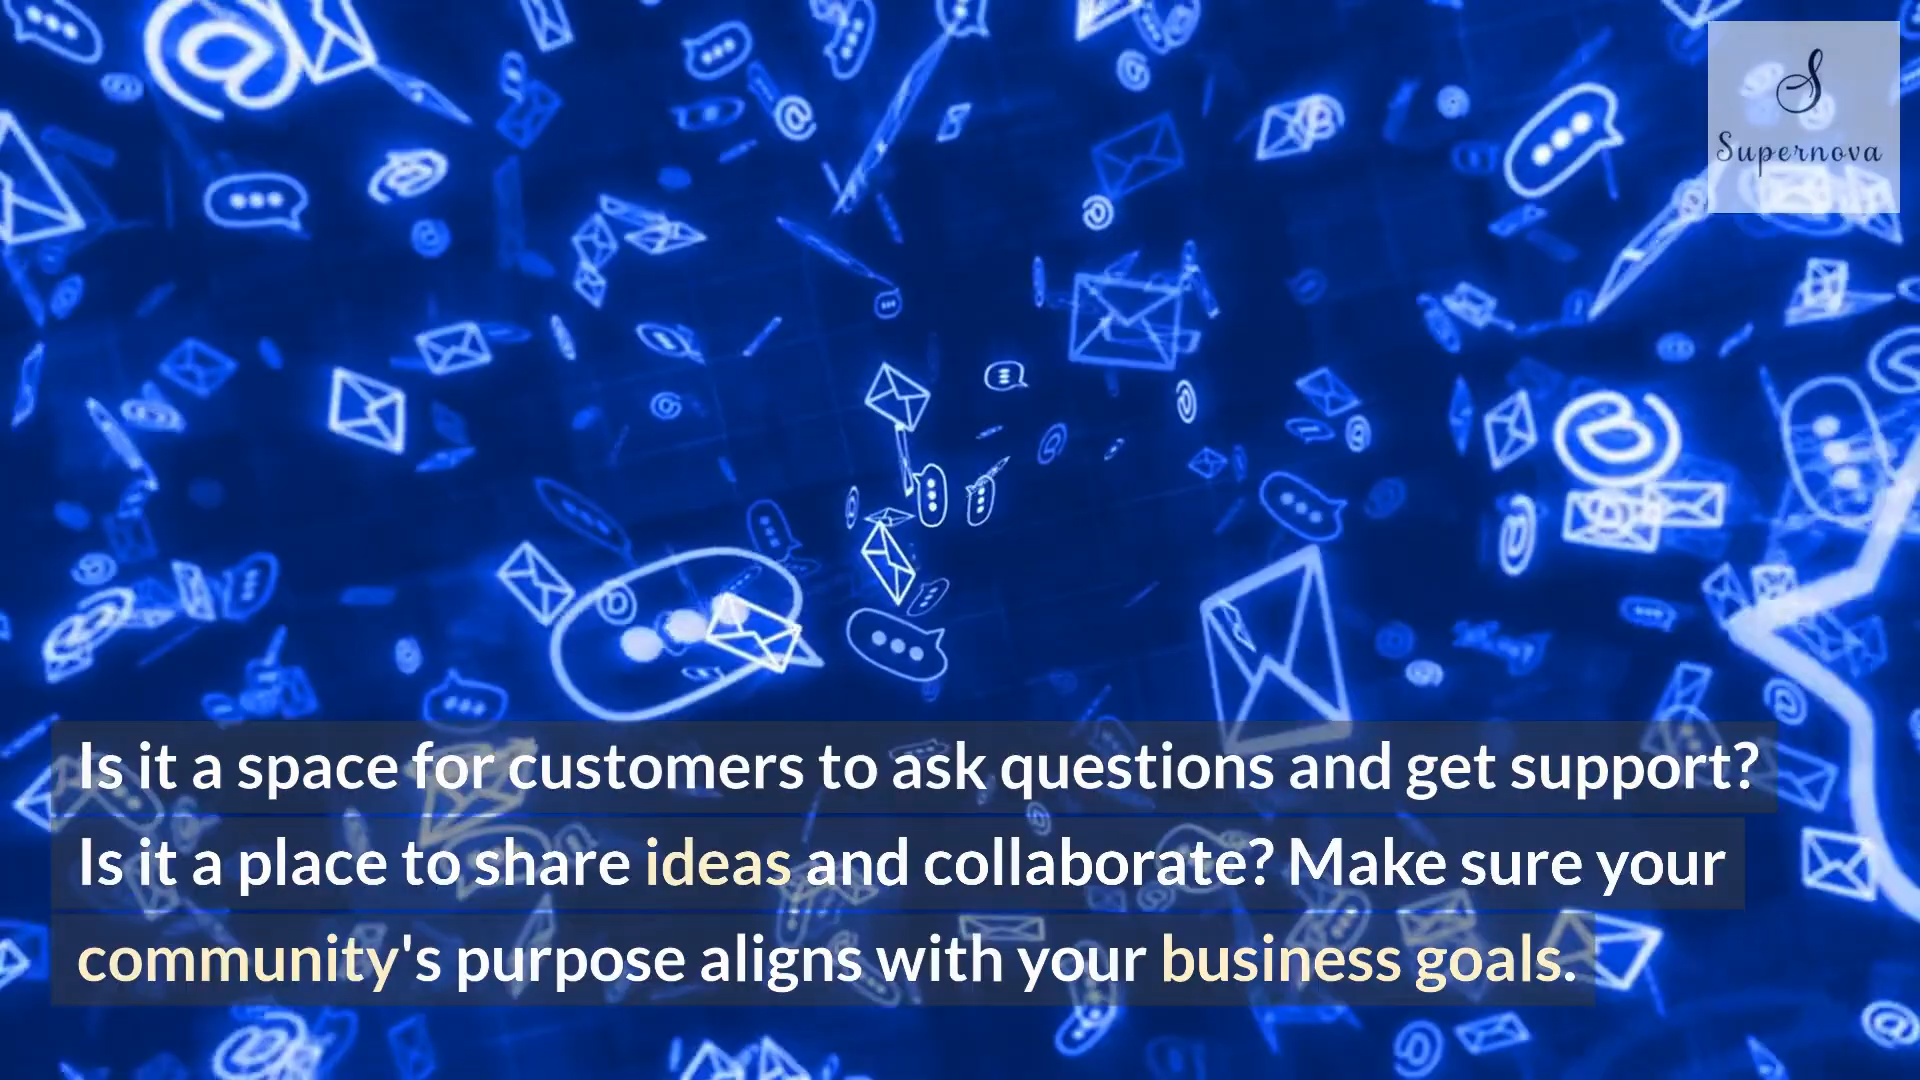 S
Supernova
Is it a space for customers to ask questions and get support?
Is it a place to share ideas and collaborate? Make sure your
community's purpose aligns with your business goals.